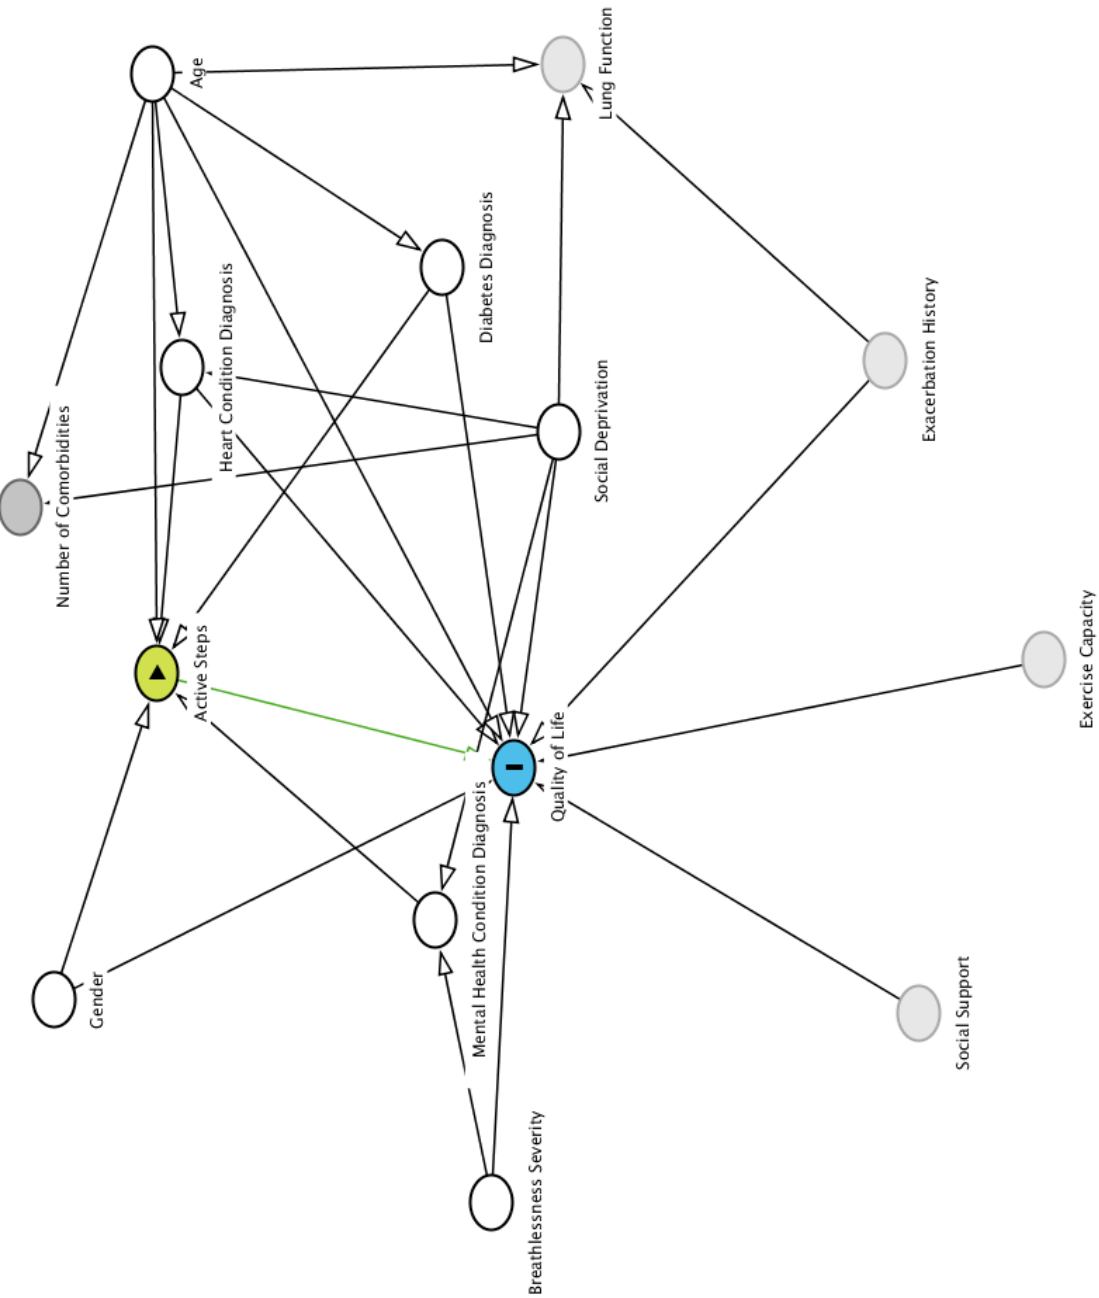 Age
Lung Function
Diabetes Diagnosis
Heart Condition Diagnosis
Exacerbation History
Social Deprivation
Number of Comorbidities
Active Steps
Quality of Life
Exercise Capacity
Mental Health Condition Diagnosis
Gender
Social Support
Breathlessness Severity